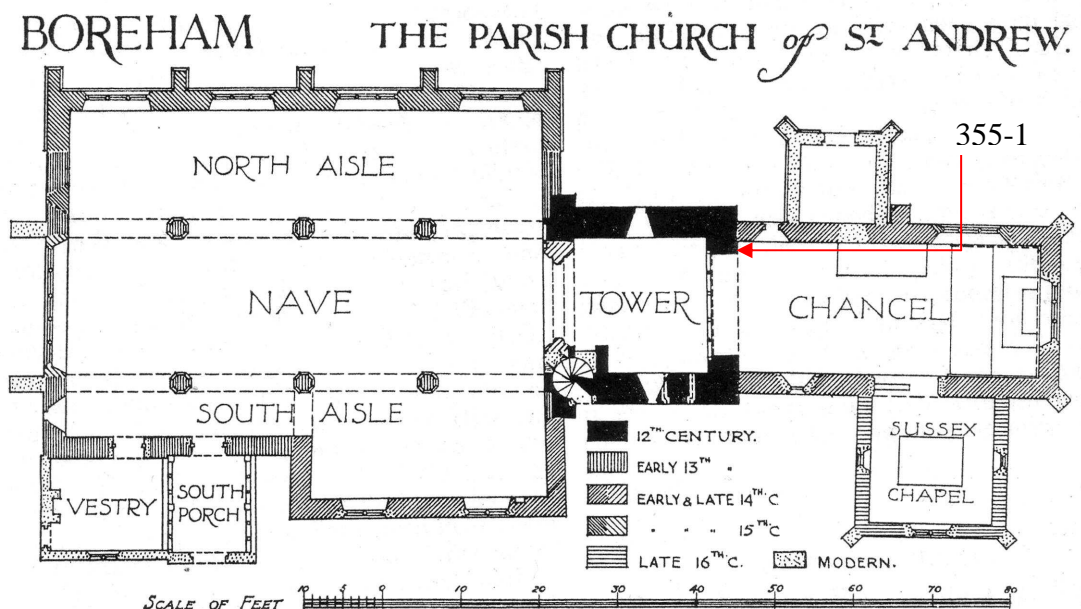 BOREHAM THE PARISH CHURCH of ST ANDREW.
355-1
NORTH AISLE
NAVE
TOWER
CHANCEL
SOUTH AISLE
12TH CENTURY.
EARLY 13TH "
EARLY & LATE 14TH C
" " " 15TH C
LATE 16TH C.
MODERN.
SUSSEX
CHAPEL
VESTRY
SOUTH
PORCH
SCALE OF FEET 10 5 0 10 20 30 40 50 60 70 80